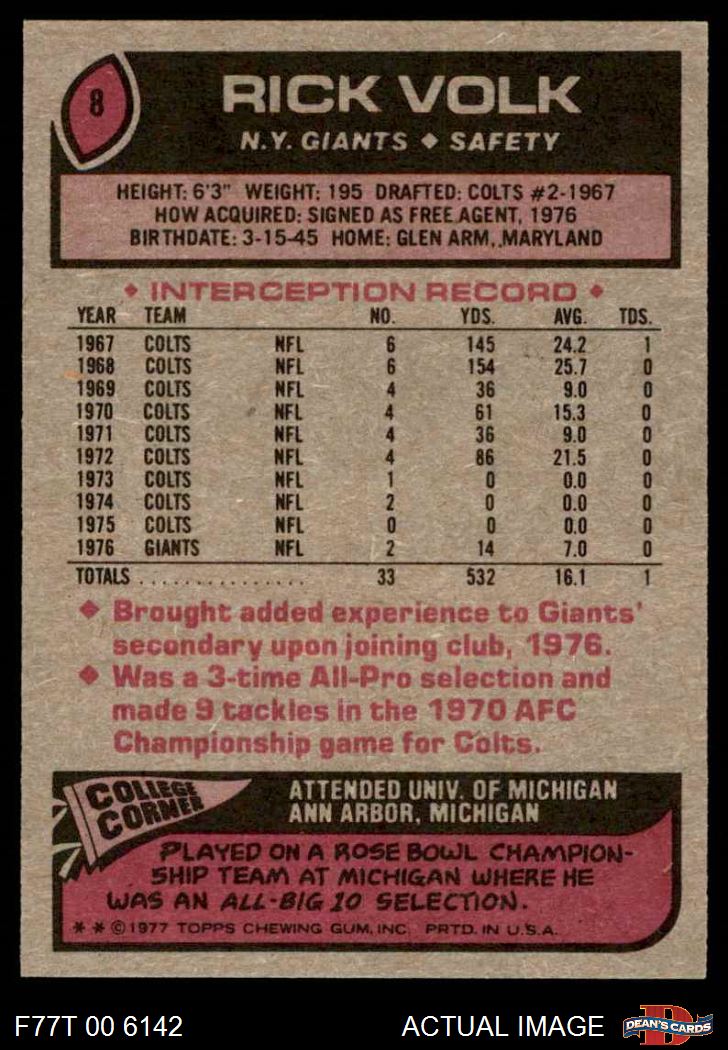 8
RICK VOLK
N.Y. GIANTS ♦ SAFETY
HEIGHT: 6'3" WEIGHT: 195 DRAFTED: COLTS #2-1967
HOW ACQUIRED: SIGNED AS FREE AGENT, 1976
BIRTHDATE: 3-15-45 HOME: GLEN ARM, MARYLAND
♦ INTERCEPTION RECORD ♦
YEAR TEAM NO. YDS. AVG. TDS.
1967 COLTS NFL 6 145 24.2 1
1968 COLTS NFL 6 154 25.7 0
1969 COLTS NFL 4 36 9.0 0
1970 COLTS NFL 4 61 15.3 0
1971 COLTS NFL 4 36 9.0 0
1972 COLTS NFL 4 86 21.5 0
1973 COLTS NFL 1 0 0.0 0
1974 COLTS NFL 2 0 0.0 0
1975 COLTS NFL 0 0 0.0 0
1976 GIANTS NFL 2 14 7.0 0
TOTALS ............... 33 532 16.1 1
♦ Brought added experience to Giants'
secondary upon joining club, 1976.
♦ Was a 3-time All-Pro selection and
made 9 tackles in the 1970 AFC
Championship game for Colts.
COLLEGE
CORNER
ATTENDED UNIV. OF MICHIGAN
ANN ARBOR, MICHIGAN
PLAYED ON A ROSE BOWL CHAMPION-
SHIP TEAM AT MICHIGAN WHERE HE
WAS AN ALL-BIG 10 SELECTION.
* * © 1977 TOPPS CHEWING GUM, INC. PRTD. IN U.S.A.
F77T 00 6142 ACTUAL IMAGE
D
DEAN'S CARDS